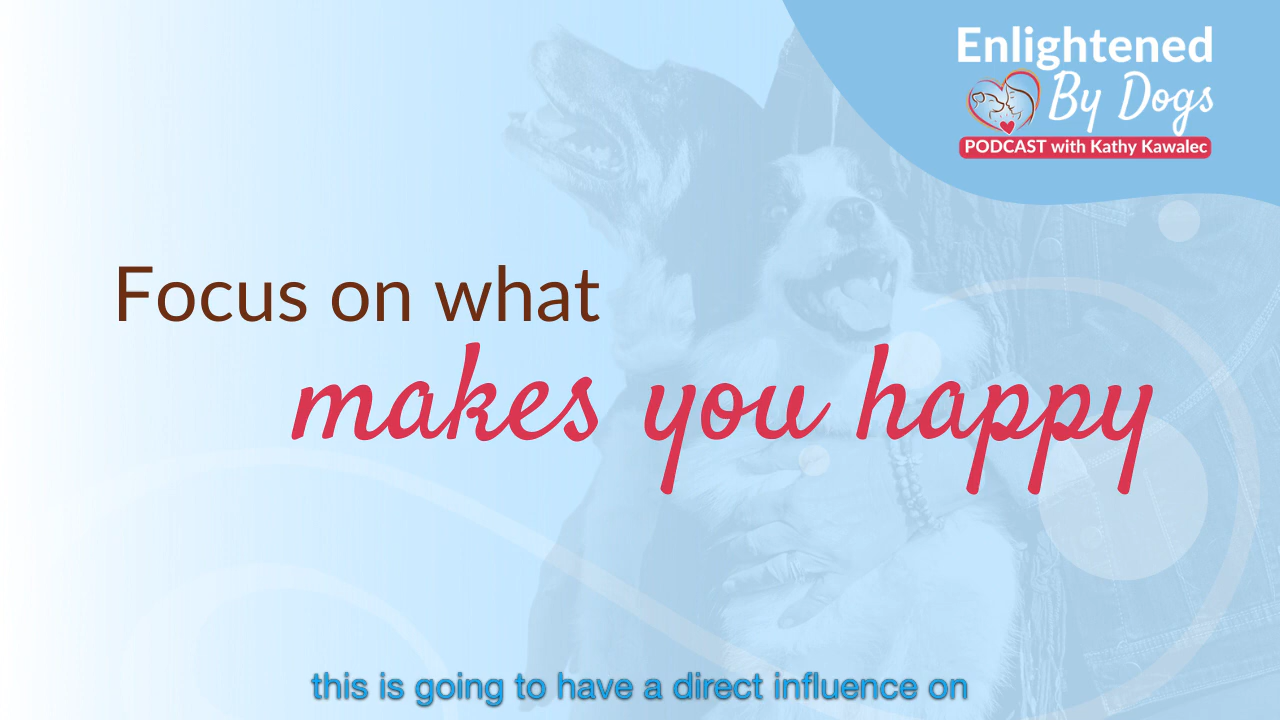 Enlightened
By Dogs
PODCAST with Kathy Kawalec
Focus on what
makes you happy
this is going to have a direct influence on